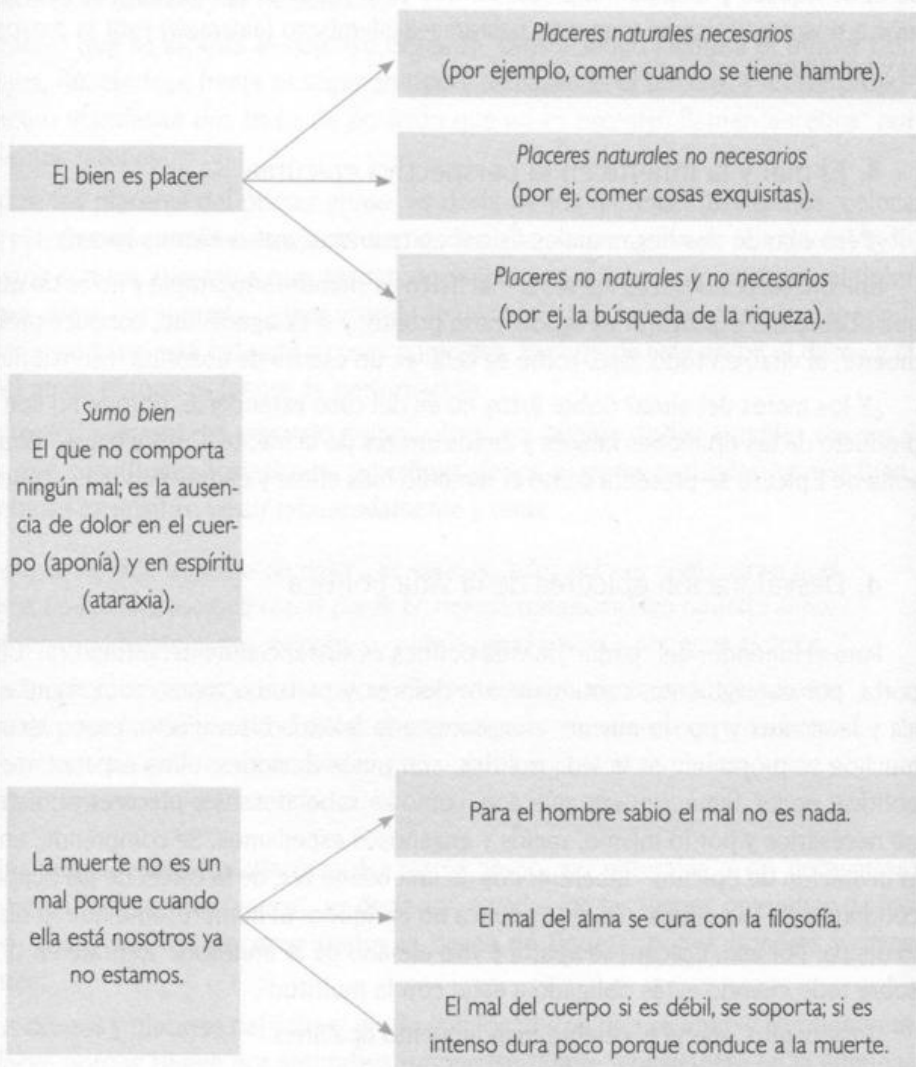 Placeres naturales necesarios
(por ejemplo, comer cuando se tiene hambre).
El bien es placer
Placeres naturales no necesarios
(por ej. comer cosas exquisitas).
Placeres no naturales y no necesarios
(por ej. la búsqueda de la riqueza).
Sumo bien
El que no comporta
ningún mal; es la ausen-
cia de dolor en el cuer-
po (aponía) y en espíritu
(ataraxia).
La muerte no es un
mal porque cuando
ella está nosotros ya
no estamos.
Para el hombre sabio el mal no es nada.
El mal del alma se cura con la filosofía.
El mal del cuerpo si es débil, se soporta; si es
intenso dura poco porque conduce a la muerte.